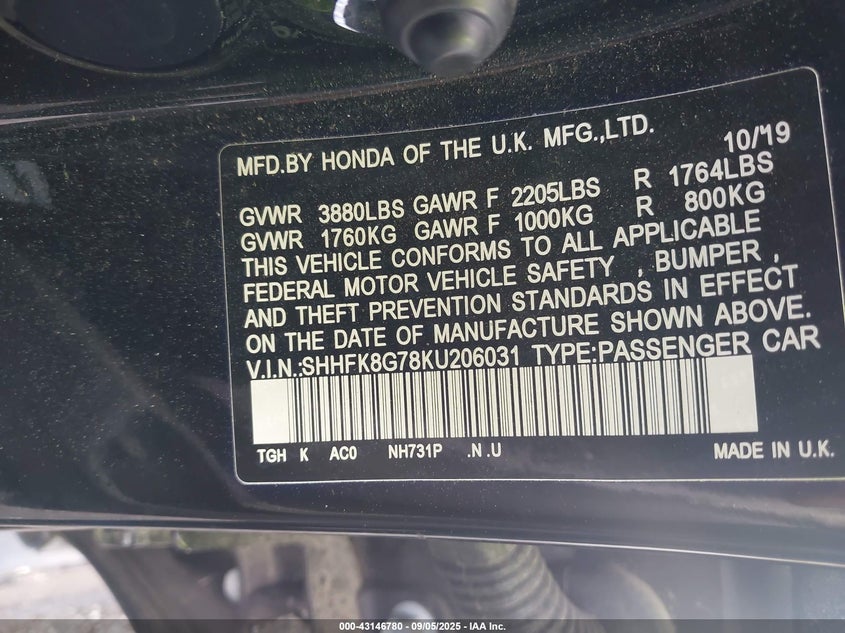 MFD.BY HONDA OF THE U.K. MFG.,LTD. 10/19
GVWR 3880LBS GAWR F 2205LBS R 1764LBS
GVWR 1760KG GAWR F 1000KG R 800KG
THIS VEHICLE CONFORMS TO ALL APPLICABLE
FEDERAL MOTOR VEHICLE SAFETY , BUMPER ,
AND THEFT PREVENTION STANDARDS IN EFFECT
ON THE DATE OF MANUFACTURE SHOWN ABOVE.
V.I.N.:SHHFK8G78KU206031 TYPE:PASSENGER CAR
TGH K AC0 NH731P .N .U MADE IN U.K.
000-43146780 - 09/05/2025 - IAA Inc.